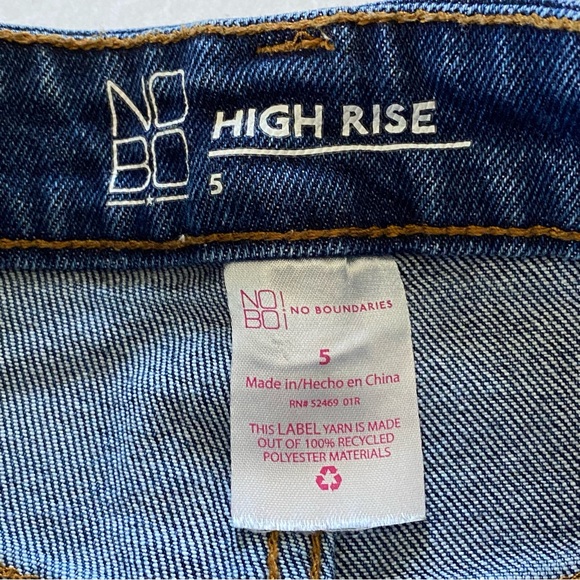 NO
BO
HIGH RISE
5
NO!
BO¡ NO BOUNDARIES
5
Made in/Hecho en China
RN# 52469 01R
THIS LABEL YARN IS MADE
OUT OF 100% RECYCLED
POLYESTER MATERIALS